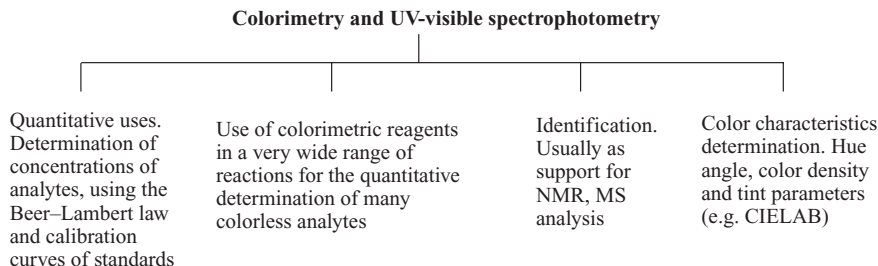 Colorimetry and UV-visible spectrophotometry
Quantitative uses.
Determination of
concentrations of
analytes, using the
Beer–Lambert law
and calibration
curves of standards
Use of colorimetric reagents
in a very wide range of
reactions for the quantitative
determination of many
colorless analytes
Identification.
Usually as
support for
NMR, MS
analysis
Color characteristics
determination. Hue
angle, color density
and tint parameters
(e.g. CIELAB)